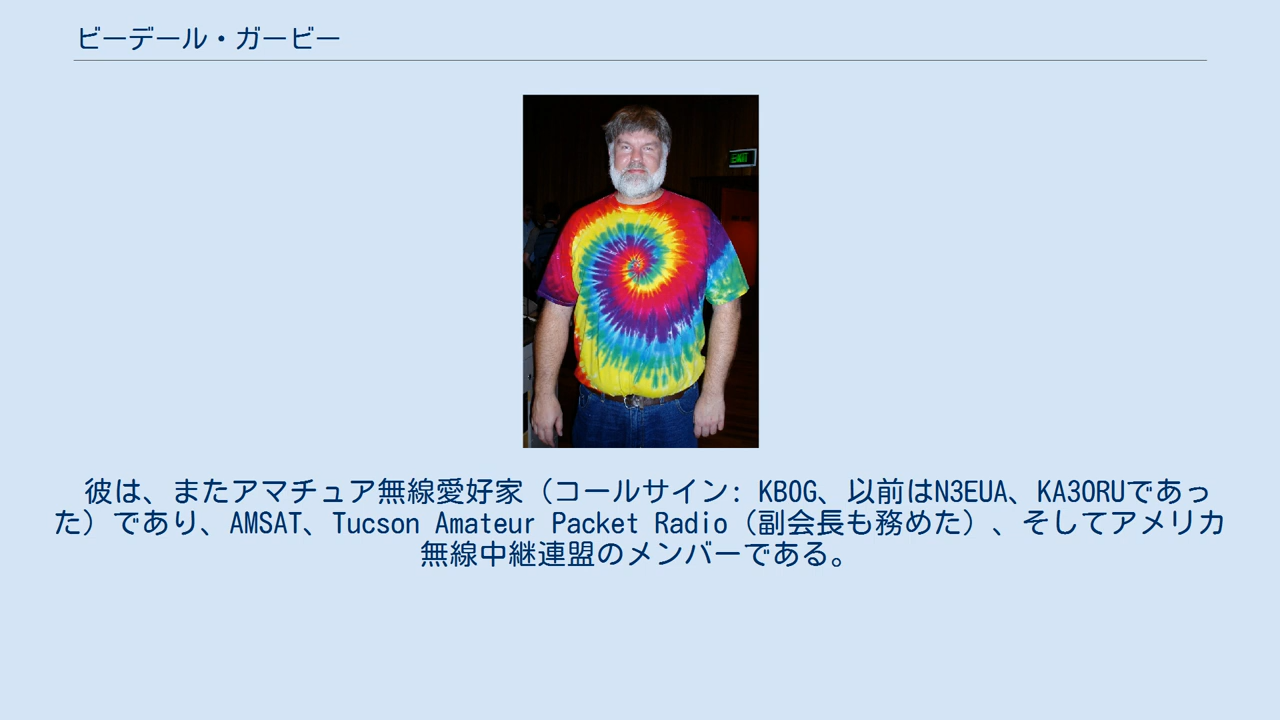 ビーデール・ガービー
EXIT
彼は、またアマチュア無線愛好家（コールサイン: KB0G、以前はN3EUA、KA3ORUであっ
た）であり、AMSAT、Tucson Amateur Packet Radio（副会長も務めた）、そしてアメリカ
無線中継連盟のメンバーである。